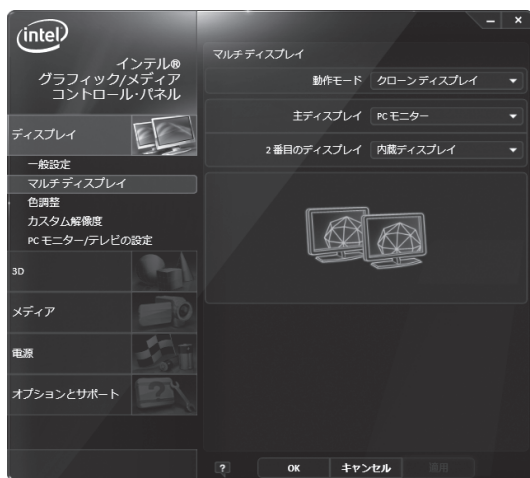 intel
インテル®
グラフィック/メディア
コントロール・パネル
ディスプレイ
一般設定
マルチ ディスプレイ
色調整
カスタム解像度
PC モニター/テレビの設定
3D
メディア
電源
オプションとサポート
マルチ ディスプレイ
動作モード クローン ディスプレイ
主ディスプレイ PC モニター
2 番目のディスプレイ 内蔵ディスプレイ
?
OK キャンセル 適用